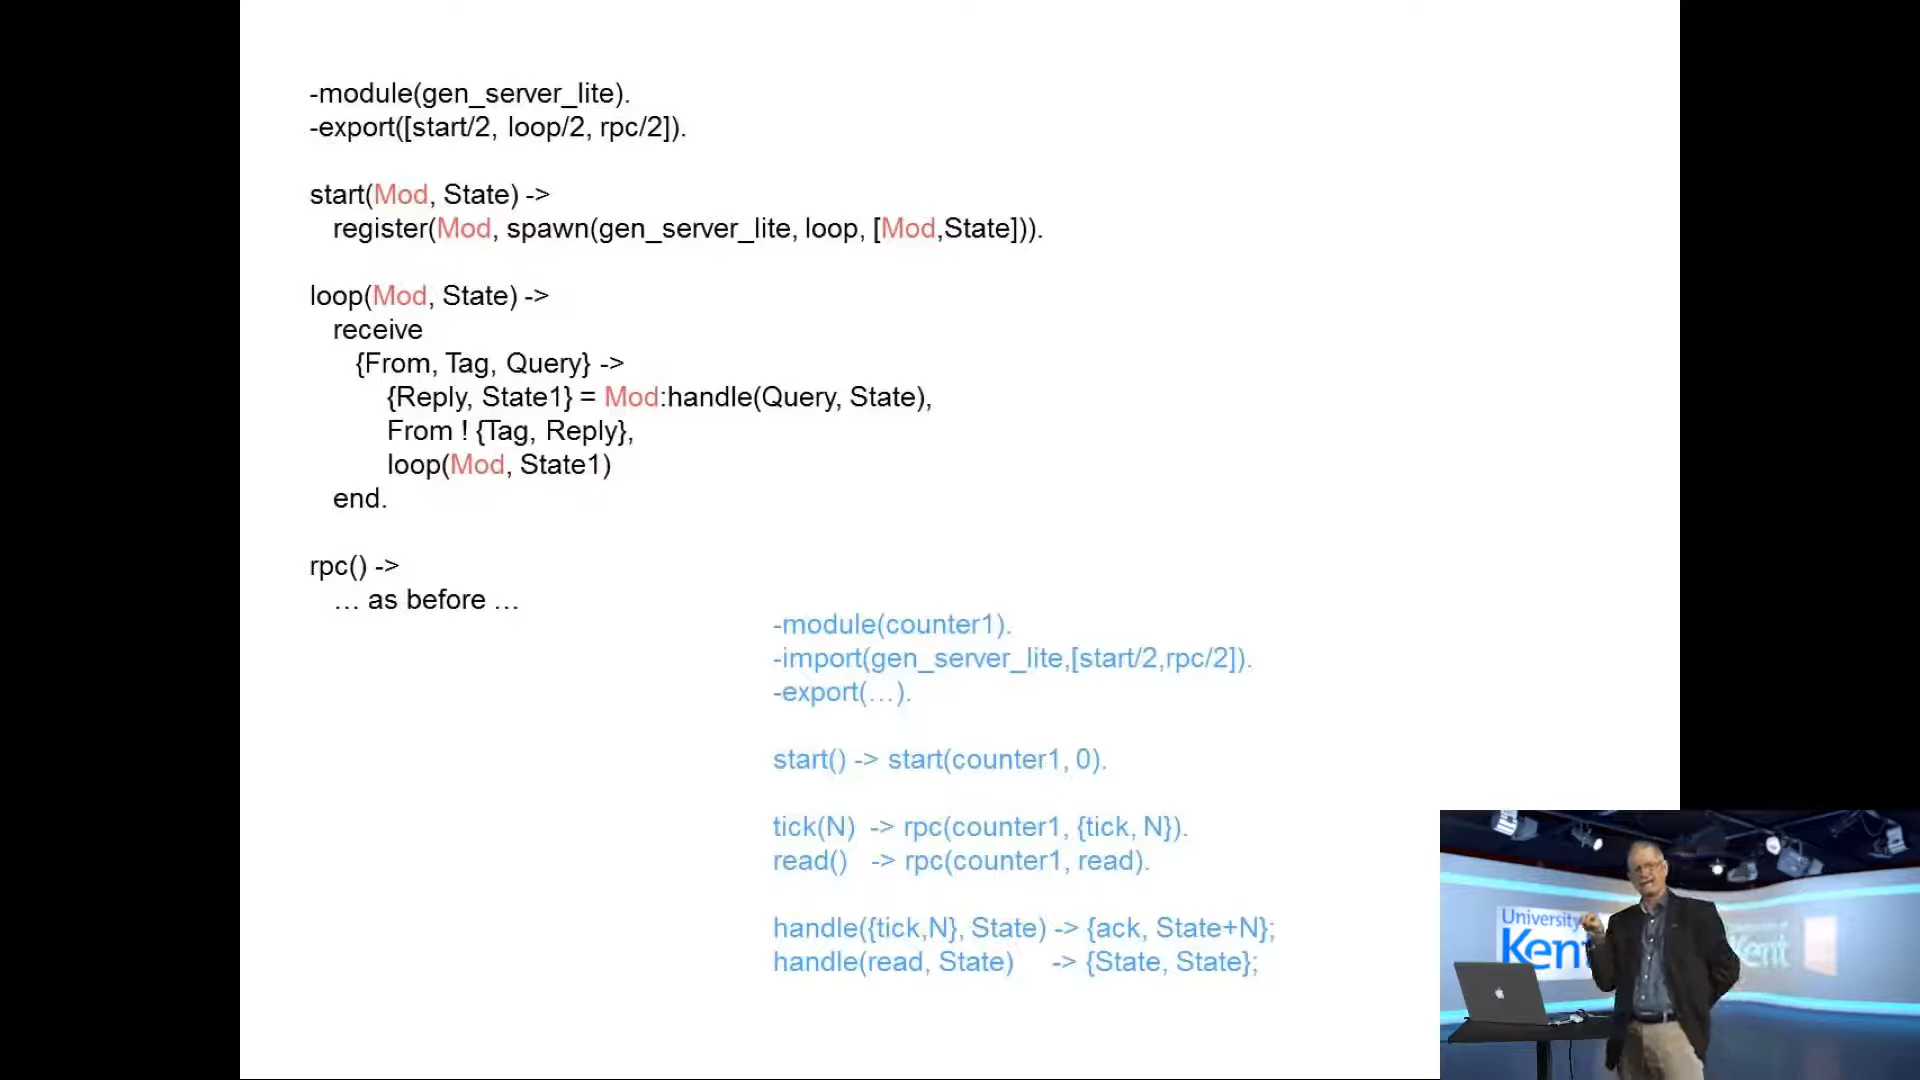 -module(gen_server_lite).
-export([start/2, loop/2, rpc/2]).
start(Mod, State) ->
register(Mod, spawn(gen_server_lite, loop, [Mod,State])).
loop(Mod, State) ->
receive
{From, Tag, Query} ->
{Reply, State1} = Mod:handle(Query, State),
From ! {Tag, Reply},
loop(Mod, State1)
end.
rpc() ->
… as before …
-module(counter1).
-import(gen_server_lite,[start/2,rpc/2]).
-export(…).
start() -> start(counter1, 0).
tick(N) -> rpc(counter1, {tick, N}).
read() -> rpc(counter1, read).
handle({tick,N}, State) -> {ack, State+N};
handle(read, State) -> {State, State};
University
Kent
Kent